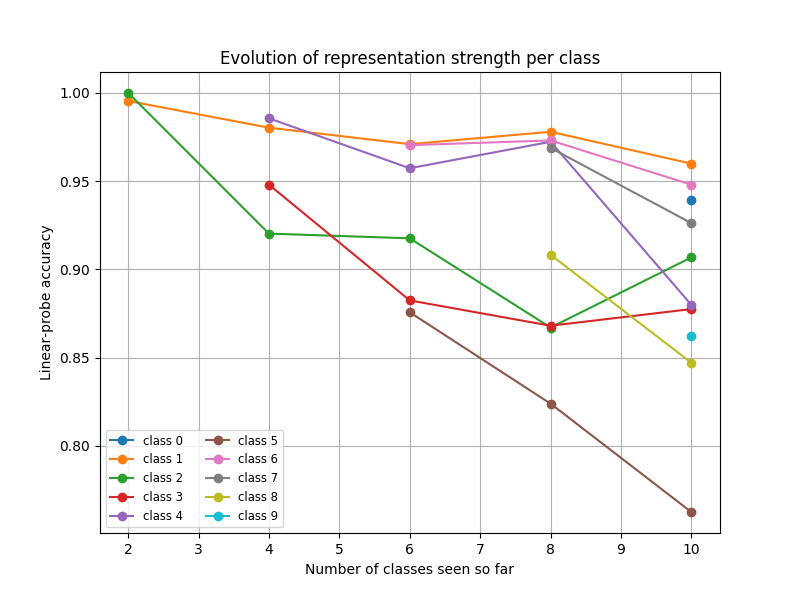 Evolution of representation strength per class
Linear-probe accuracy
1.00
0.95
0.90
0.85
0.80
class 0
class 1
class 2
class 3
class 4
class 5
class 6
class 7
class 8
class 9
2 3 4 5 6 7 8 9 10
Number of classes seen so far